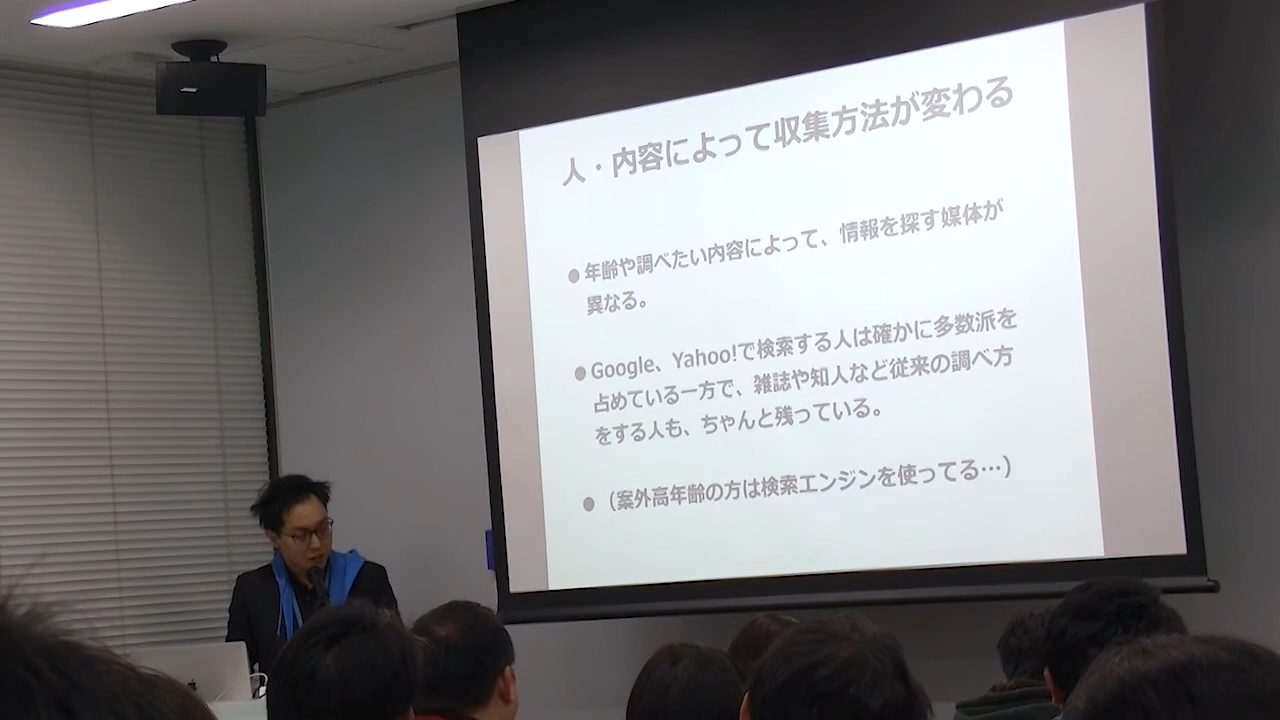 人・内容によって収集方法が変わる
●年齢や調べたい内容によって、情報を探す媒体が
異なる。
●Google、Yahoo!で検索する人は確かに多数派を
占めている一方で、雑誌や知人など従来の調べ方
をする人も、ちゃんと残っている。
●（案外高年齢の方は検索エンジンを使ってる…）